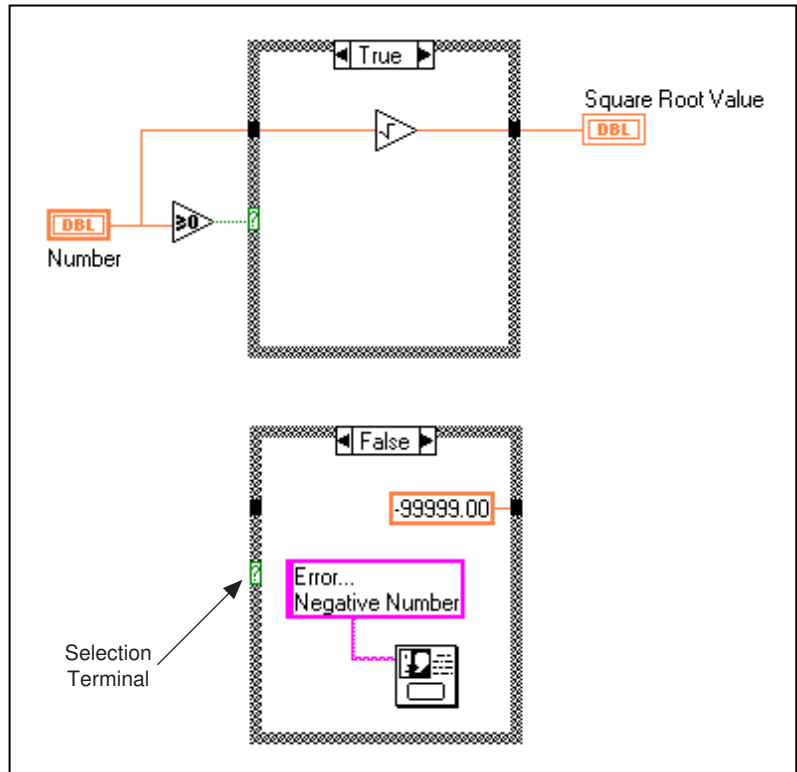 True
Square Root Value
DBL
DBL
≥0
?
Number
False
-99999.00
?
Error...
Negative Number
Selection
Terminal